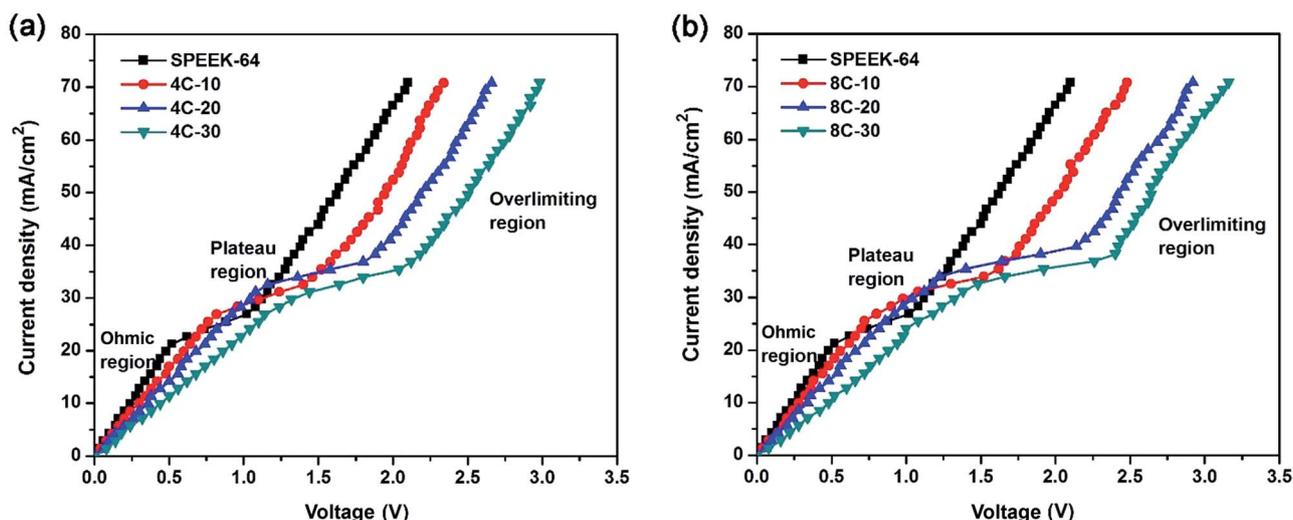 (a)
80
70
60
50
40
30
20
10
0
Current density (mA/cm²)
SPEEK-64
4C-10
4C-20
4C-30
Plateau
region
Overlimiting
region
Ohmic
region
0.0 0.5 1.0 1.5 2.0 2.5 3.0 3.5
Voltage (V)
(b)
80
70
60
50
40
30
20
10
0
Current density (mA/cm²)
SPEEK-64
8C-10
8C-20
8C-30
Plateau
region
Overlimiting
region
Ohmic
region
0.0 0.5 1.0 1.5 2.0 2.5 3.0 3.5
Voltage (V)